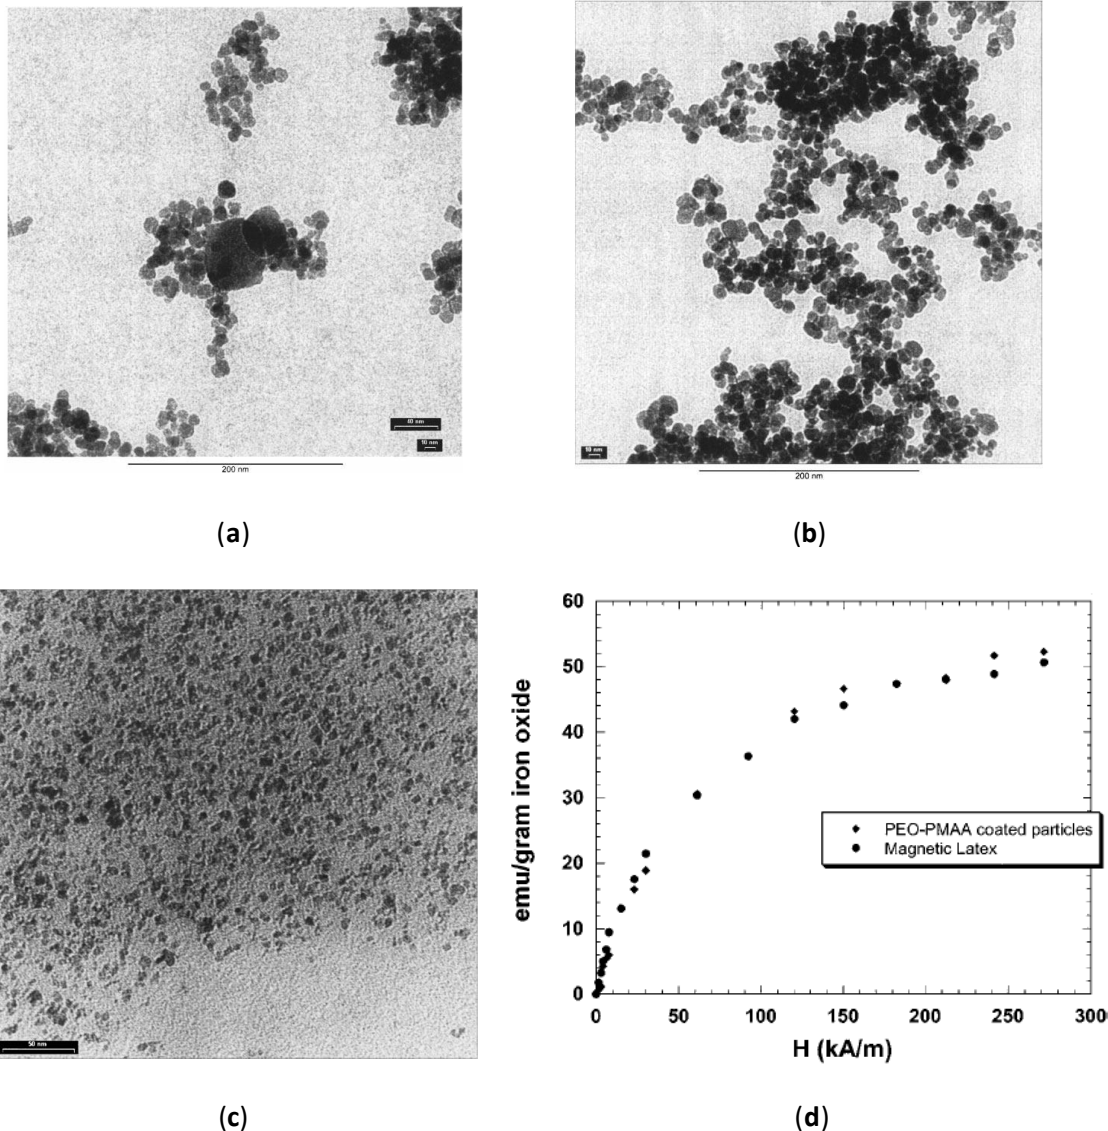 40 nm
10 nm
200 nm
(a)
10 nm
200 nm
(b)
50 nm
(c)
60
50
40
30
20
10
0
emu/gram iron oxide
PEO-PMAA coated particles
Magnetic Latex
0 50 100 150 200 250 300
H (kA/m)
(d)